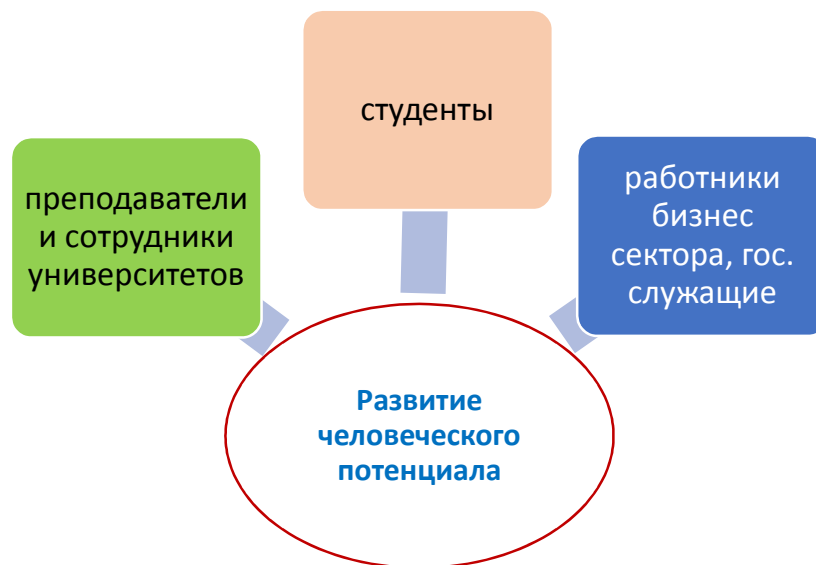 студенты
преподаватели
и сотрудники
университетов
работники
бизнес
сектора, гос.
служащие
Развитие
человеческого
потенциала